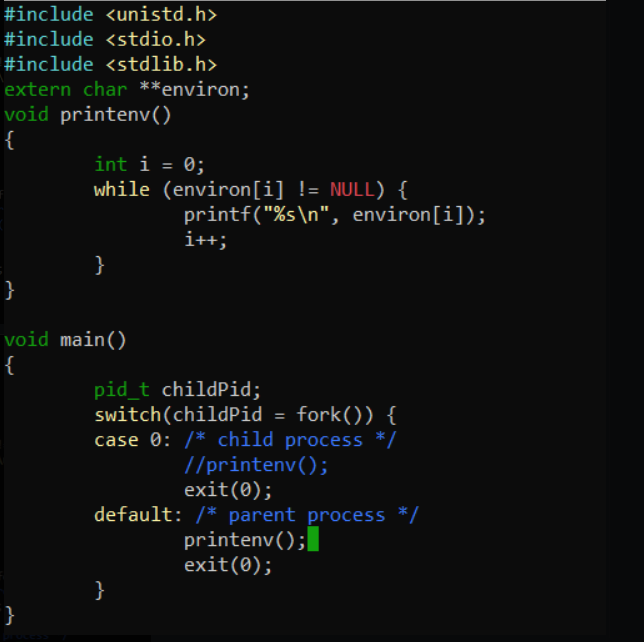 #include <unistd.h>
#include <stdio.h>
#include <stdlib.h>
extern char **environ;
void printenv()
{
        int i = 0;
        while (environ[i] != NULL) {
                printf("%s\n", environ[i]);
                i++;
        }
}

void main()
{
        pid_t childPid;
        switch(childPid = fork()) {
        case 0: /* child process */
                //printenv();
                exit(0);
        default: /* parent process */
                printenv();
                exit(0);
        }
}